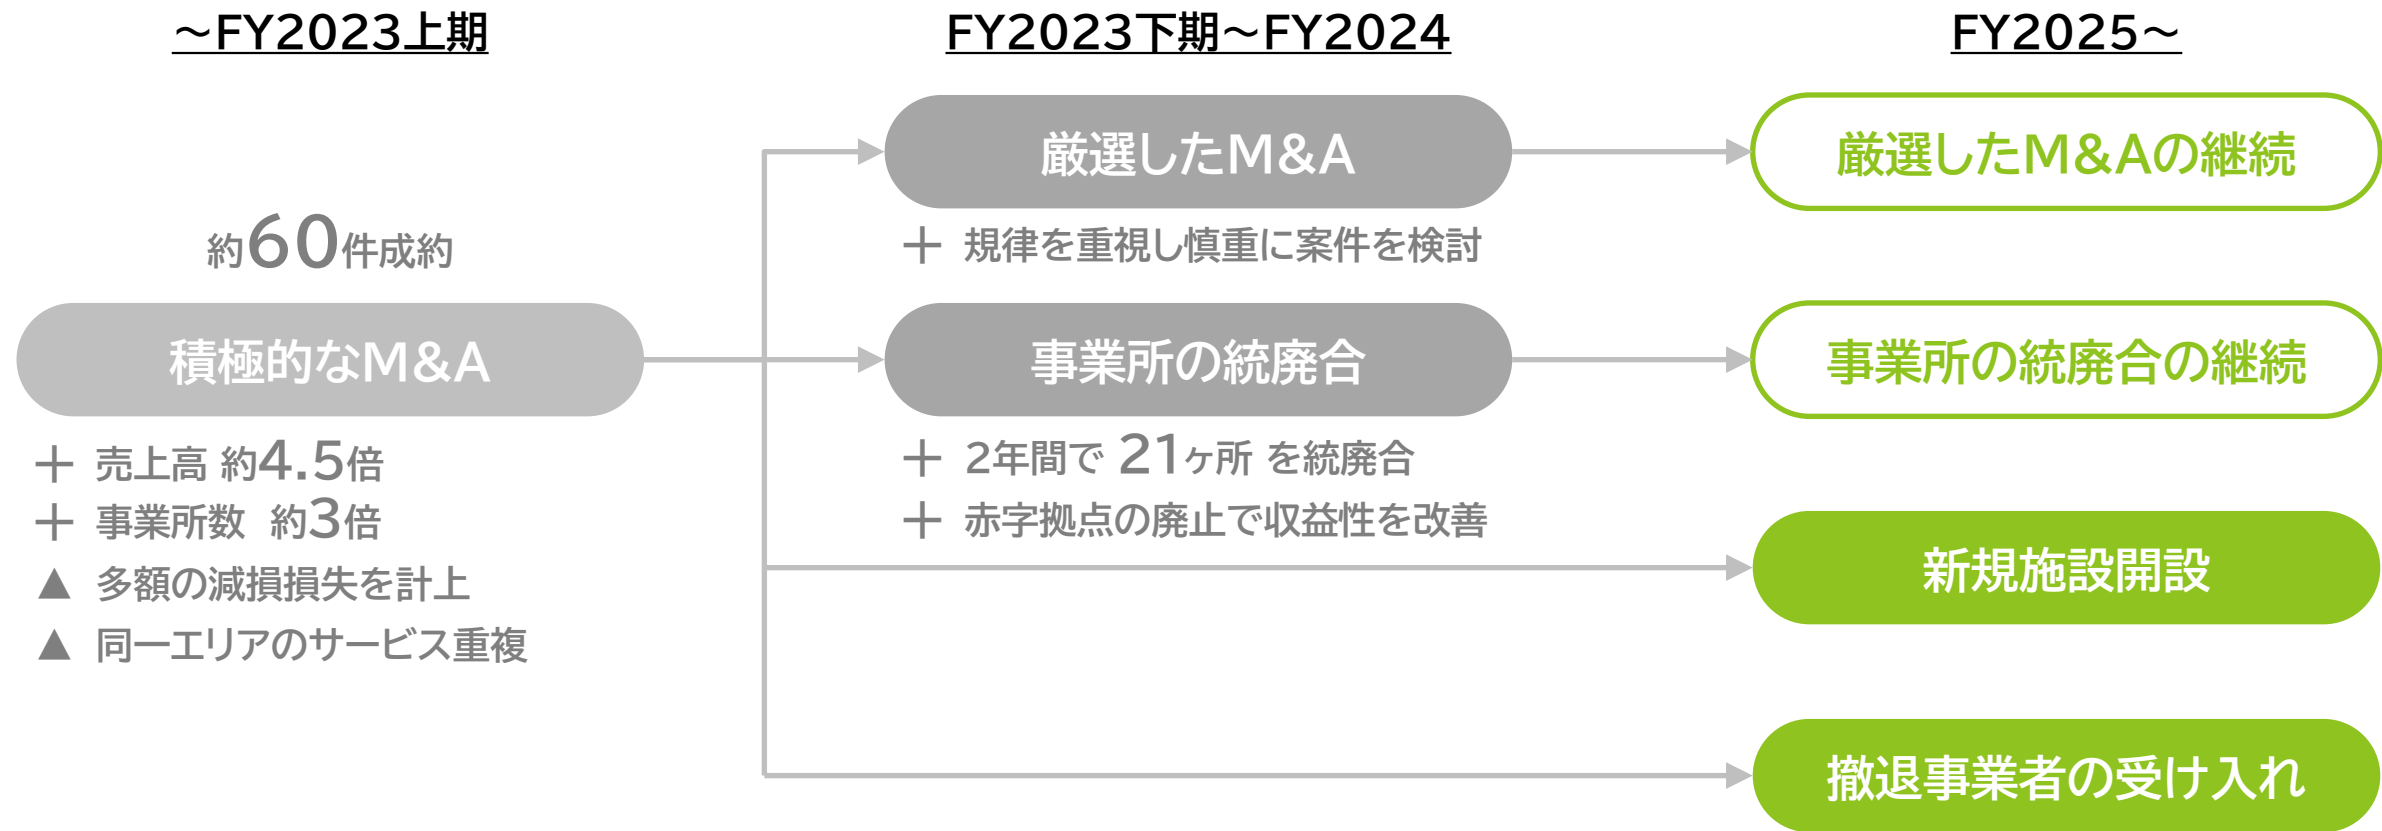 ～FY2023上期
約60件成約
積極的なM&A
＋ 売上高 約4.5倍
＋ 事業所数 約3倍
▲ 多額の減損損失を計上
▲ 同一エリアのサービス重複
FY2023下期～FY2024
厳選したM&A
＋ 規律を重視し慎重に案件を検討
事業所の統廃合
＋ 2年間で 21ヶ所 を統廃合
＋ 赤字拠点の廃止で収益性を改善
FY2025～
厳選したM&Aの継続
事業所の統廃合の継続
新規施設開設
撤退事業者の受け入れ